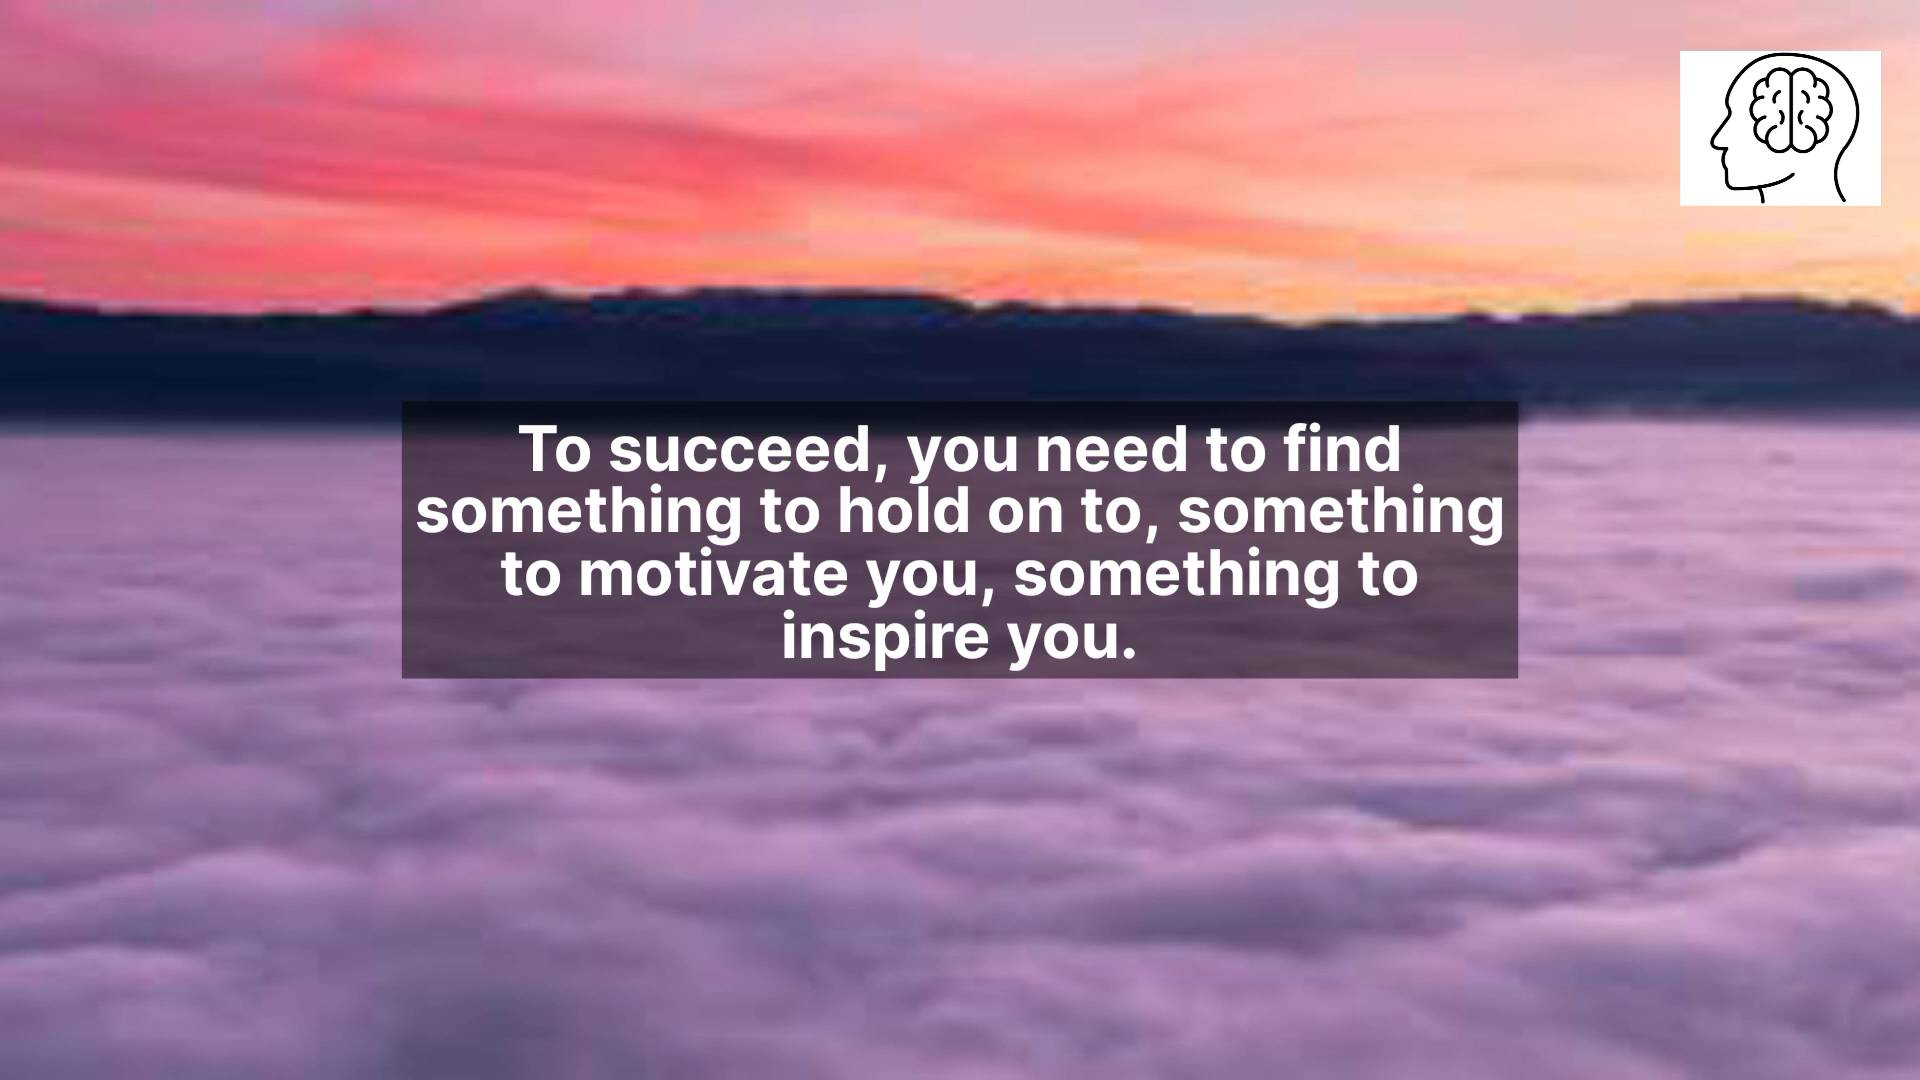 To succeed, you need to find
something to hold on to, something
to motivate you, something to
inspire you.